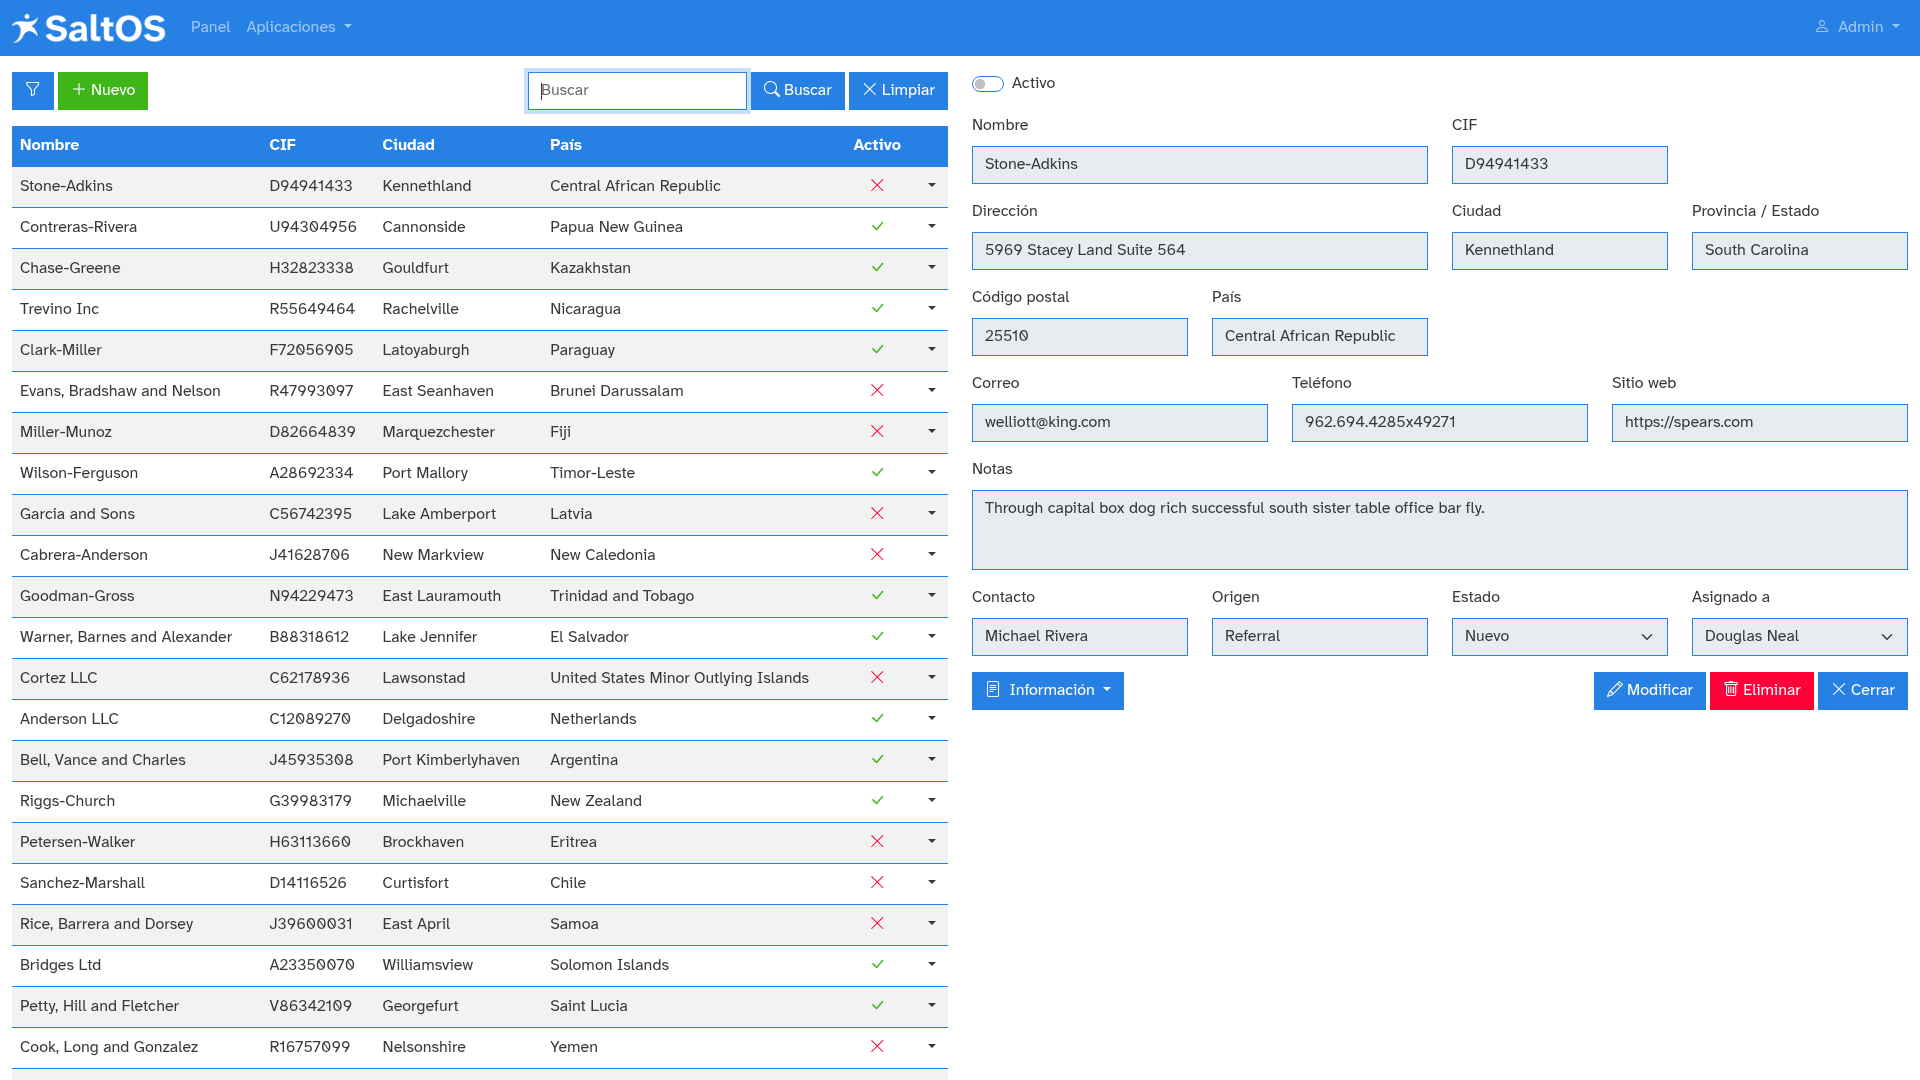 SaltOS Panel Aplicaciones Admin
Nuevo Buscar Buscar Limpiar
Nombre CIF Ciudad País Activo
Stone-Adkins D94941433 Kennethland Central African Republic
Contreras-Rivera U94304956 Cannonside Papua New Guinea
Chase-Greene H32823338 Gouldfurt Kazakhstan
Trevino Inc R55649464 Rachelville Nicaragua
Clark-Miller F72056905 Latoyaburgh Paraguay
Evans, Bradshaw and Nelson R47993097 East Seanhaven Brunei Darussalam
Miller-Munoz D82664839 Marquezchester Fiji
Wilson-Ferguson A28692334 Port Mallory Timor-Leste
Garcia and Sons C56742395 Lake Amberport Latvia
Cabrera-Anderson J41628706 New Markview New Caledonia
Goodman-Gross N94229473 East Lauramouth Trinidad and Tobago
Warner, Barnes and Alexander B88318612 Lake Jennifer El Salvador
Cortez LLC C62178936 Lawsonstad United States Minor Outlying Islands
Anderson LLC C12089270 Delgadoshire Netherlands
Bell, Vance and Charles J45935308 Port Kimberlyhaven Argentina
Riggs-Church G39983179 Michaelville New Zealand
Petersen-Walker H63113660 Brockhaven Eritrea
Sanchez-Marshall D14116526 Curtisfort Chile
Rice, Barrera and Dorsey J39600031 East April Samoa
Bridges Ltd A23350070 Williamsview Solomon Islands
Petty, Hill and Fletcher V86342109 Georgefurt Saint Lucia
Cook, Long and Gonzalez R16757099 Nelsonshire Yemen
Activo
Nombre CIF
Stone-Adkins D94941433
Dirección Ciudad Provincia / Estado
5969 Stacey Land Suite 564 Kennethland South Carolina
Código postal País
25510 Central African Republic
Correo Teléfono Sitio web
welliott@king.com 962.694.4285x49271 https://spears.com
Notas
Through capital box dog rich successful south sister table office bar fly.
Contacto Origen Estado Asignado a
Michael Rivera Referral Nuevo Douglas Neal
Información Modificar Eliminar Cerrar